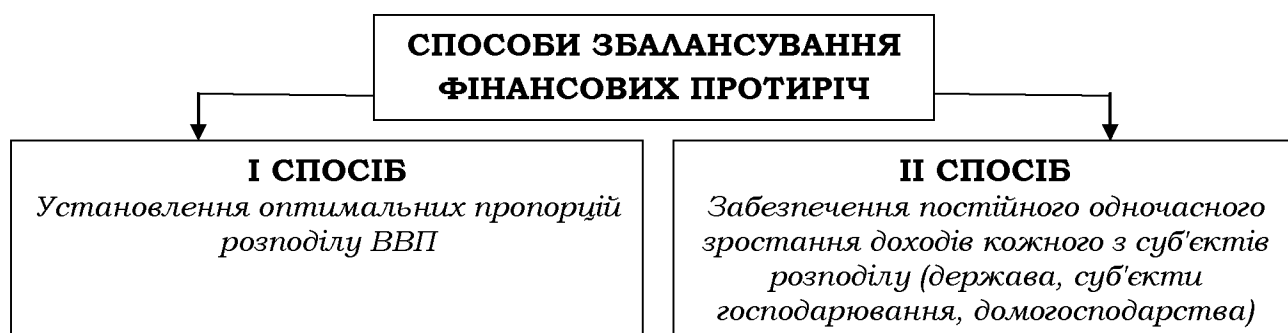 СПОСОБИ ЗБАЛАНСУВАННЯ
ФІНАНСОВИХ ПРОТИРІЧ
І СПОСІБ
Установлення оптимальних пропорцій
розподілу ВВП
ІІ СПОСІБ
Забезпечення постійного одночасного
зростання доходів кожного з суб'єктів
розподілу (держава, суб'єкти
господарювання, домогосподарства)